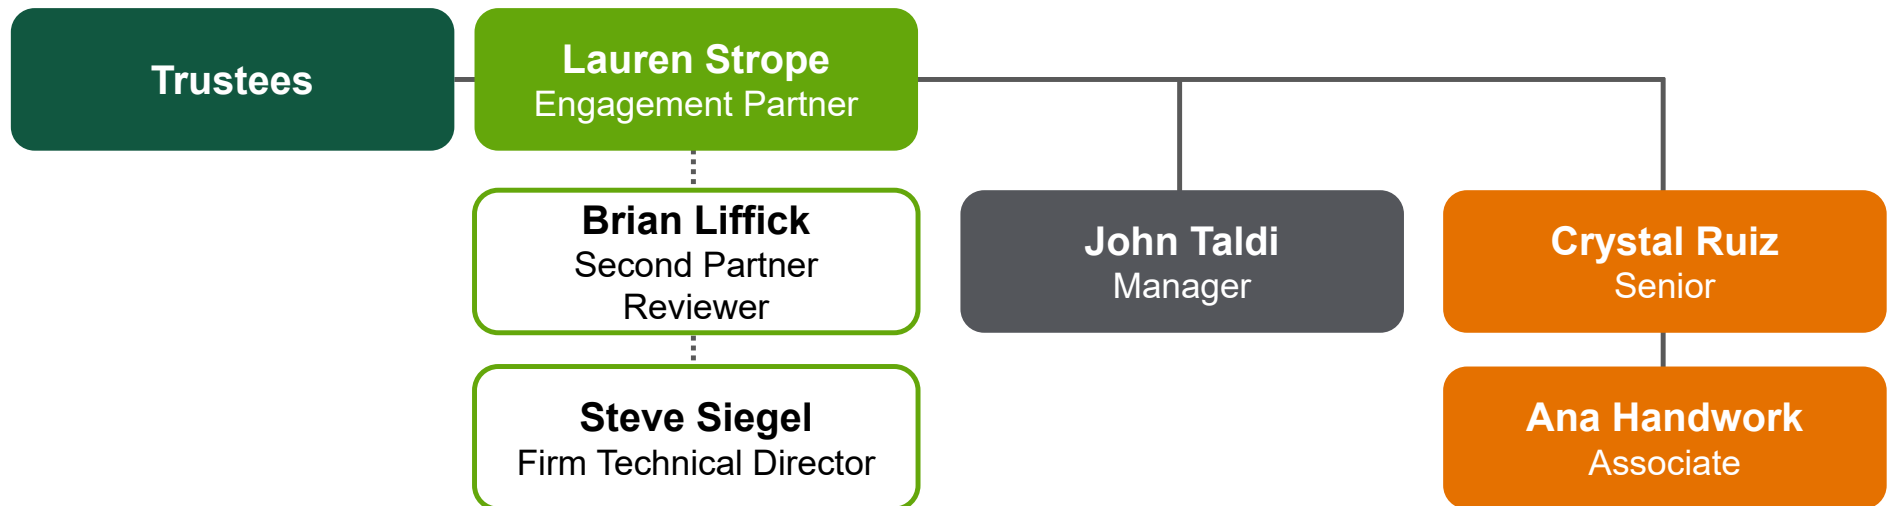 Trustees
Lauren Strope
Engagement Partner
Brian Liffick
Second Partner
Reviewer
John Taldi
Manager
Crystal Ruiz
Senior
Steve Siegel
Firm Technical Director
Ana Handwork
Associate